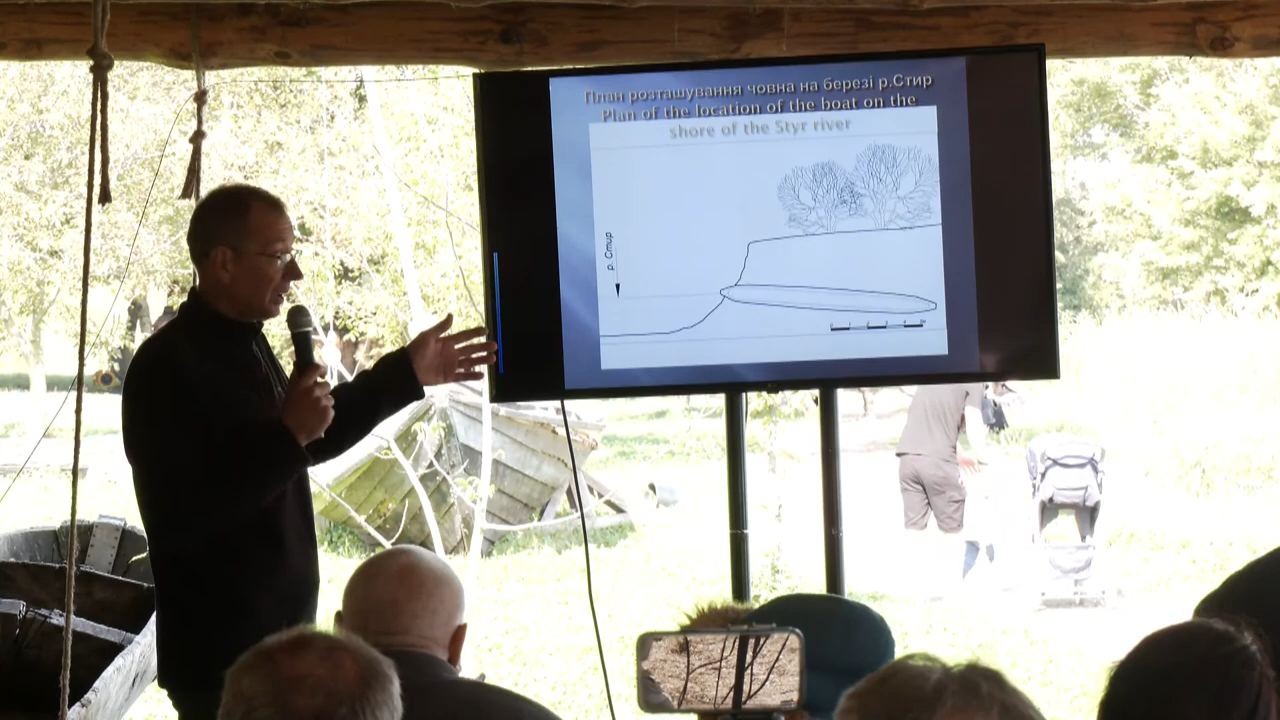 План розташування човна на березі р.Стир
Plan of the location of the boat on the
shore of the Styr river
р. Стир